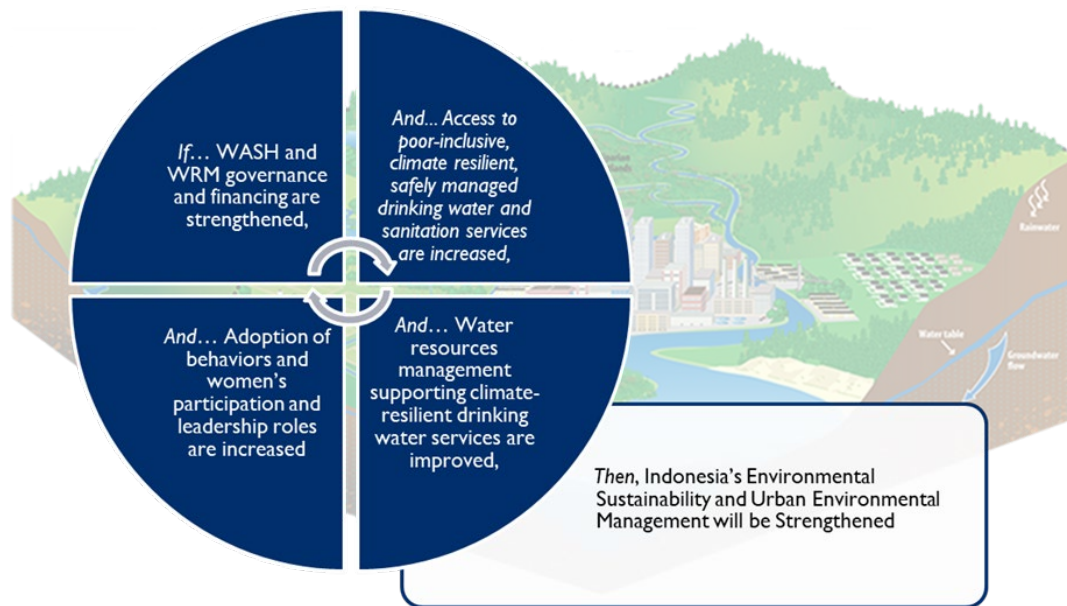 If… WASH and
WRM governance
and financing are
strengthened,
And... Access to
poor-inclusive,
climate resilient,
safely managed
drinking water and
sanitation services
are increased,
And… Water
resources
management
supporting climate-
resilient drinking
water services are
improved,
And… Adoption of
behaviors and
women’s
participation and
leadership roles
are increased
Then, Indonesia’s Environmental
Sustainability and Urban Environmental
Management will be Strengthened
Rainwater
Water table
Groundwater
flow